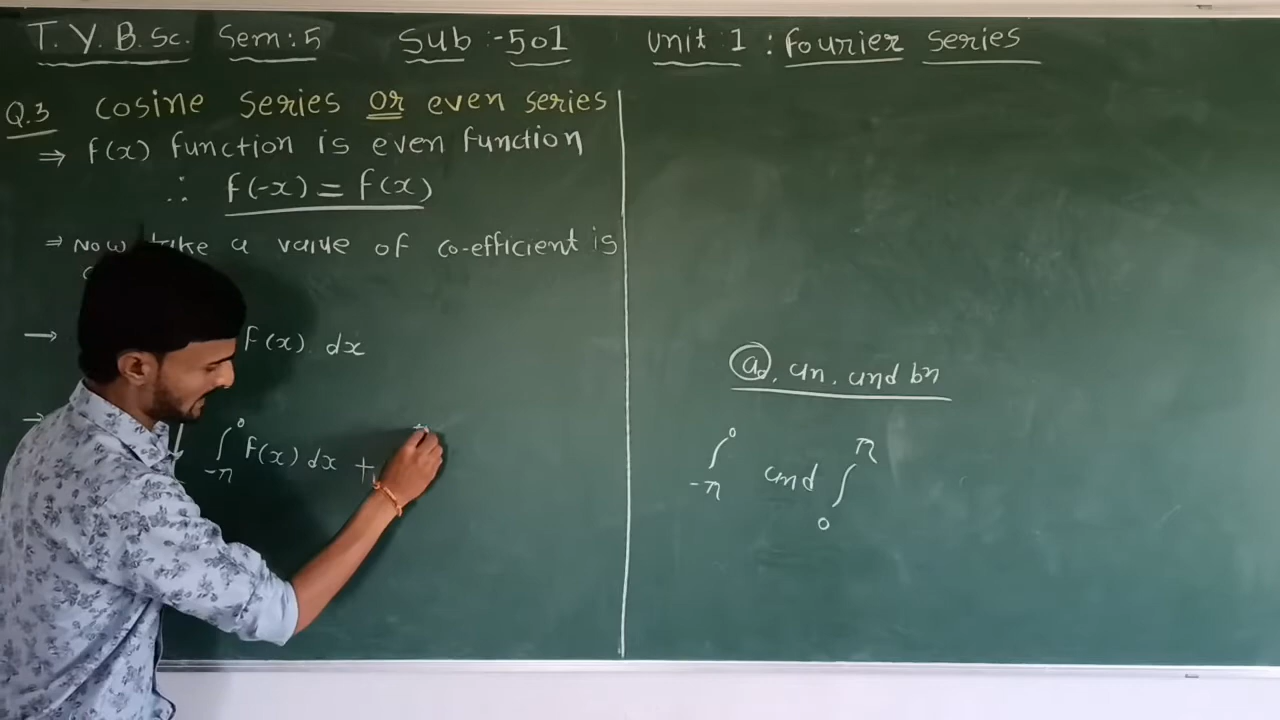 T.Y.B.Sc. Sem:5 Sub:-501 Unit 1 : Fourier series
Q.3 Cosine Series or even series
⇒ f(x) function is even function
∴ f(-x) = f(x)
⇒ Now take a value of co-efficient is
→ f(x) dx
→ ∫ -π 0 f(x) dx +
a₀, an, and bn
∫ -π 0 and ∫ 0 π